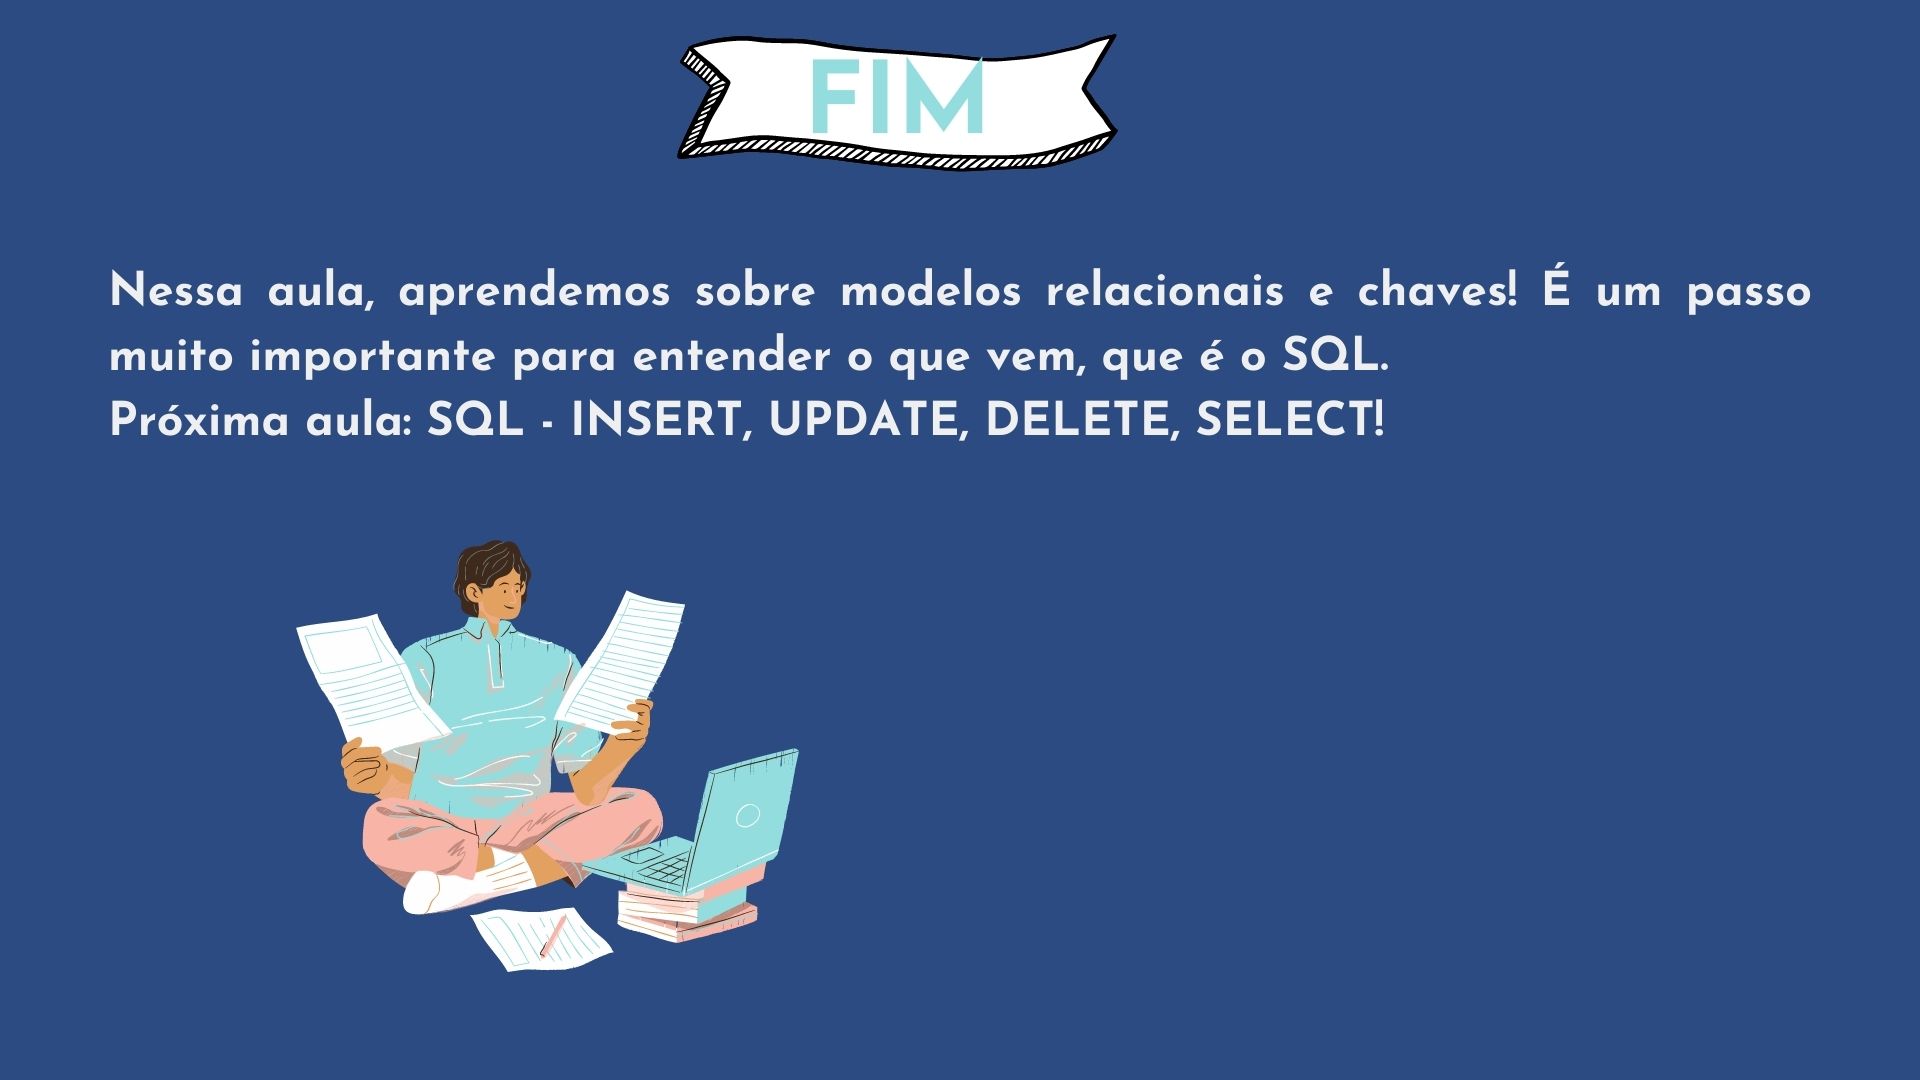 FIM
Nessa aula, aprendemos sobre modelos relacionais e chaves! É um passo
muito importante para entender o que vem, que é o SQL.
Próxima aula: SQL - INSERT, UPDATE, DELETE, SELECT!